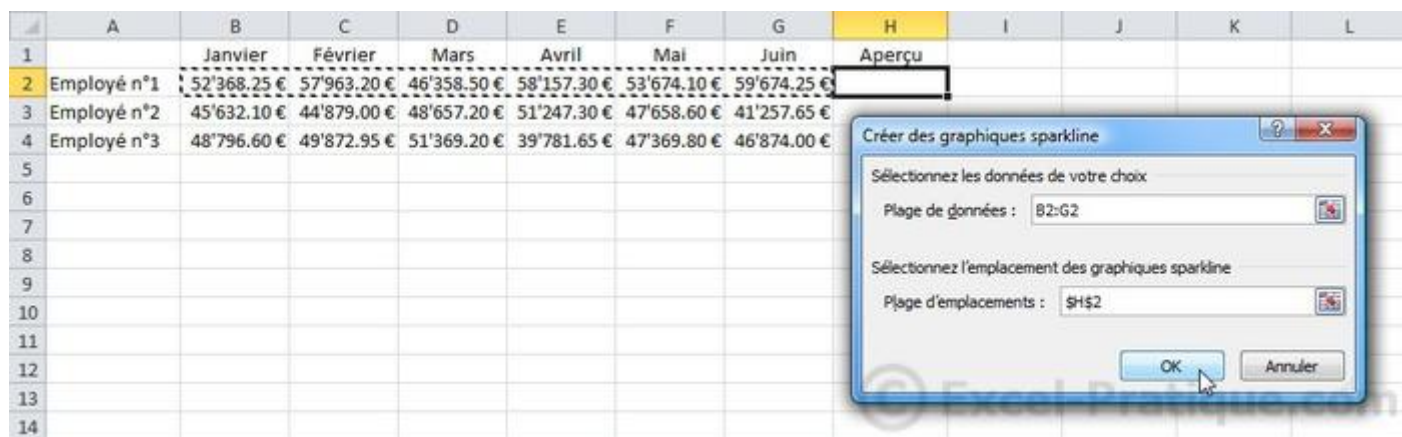 A B C D E F G H I J K L
1 Janvier Février Mars Avril Mai Juin Aperçu
2 Employé n°1 52'368.25 € 57'963.20 € 46'358.50 € 58'157.30 € 53'674.10 € 59'674.25 €
3 Employé n°2 45'632.10 € 44'879.00 € 48'657.20 € 51'247.30 € 47'658.60 € 41'257.65 €
4 Employé n°3 48'796.60 € 49'872.95 € 51'369.20 € 39'781.65 € 47'369.80 € 46'874.00 €
5
6
7
8
9
10
11
12
13
14
Créer des graphiques sparkline
Sélectionnez les données de votre choix
Plage de données : B2:G2
Sélectionnez l'emplacement des graphiques sparkline
Plage d'emplacements : $H$2
OK Annuler
© Excel-Pratique.com